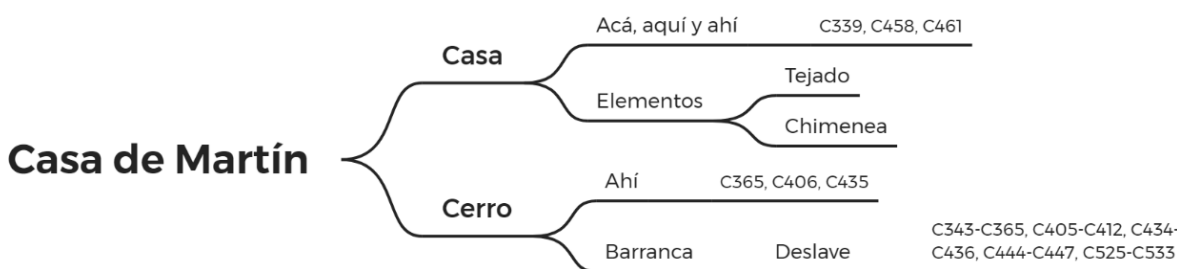 Casa de Martín
Casa
Acá, aquí y ahí C339, C458, C461
Elementos
Tejado
Chimenea
Cerro
Ahí C365, C406, C435
Barranca Deslave
C343-C365, C405-C412, C434-
C436, C444-C447, C525-C533